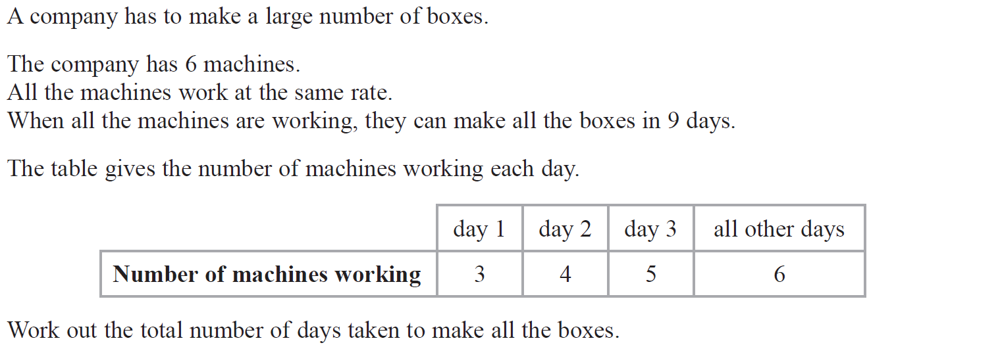 A company has to make a large number of boxes.
The company has 6 machines.
All the machines work at the same rate.
When all the machines are working, they can make all the boxes in 9 days.
The table gives the number of machines working each day.
day 1 day 2 day 3 all other days
Number of machines working 3 4 5 6
Work out the total number of days taken to make all the boxes.